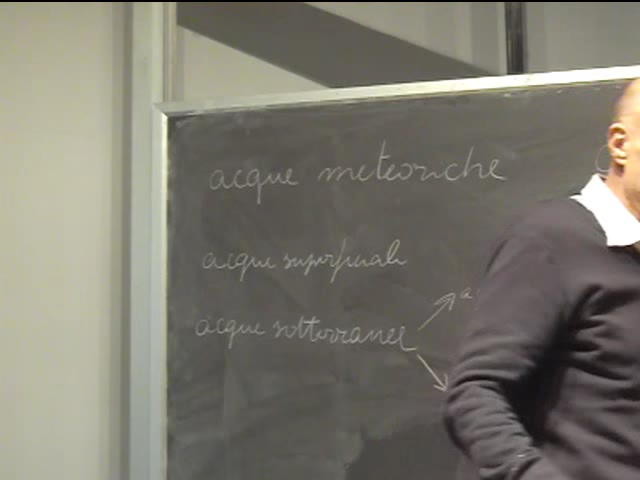 acque meteoriche
acque superficiali
acque sotterranee